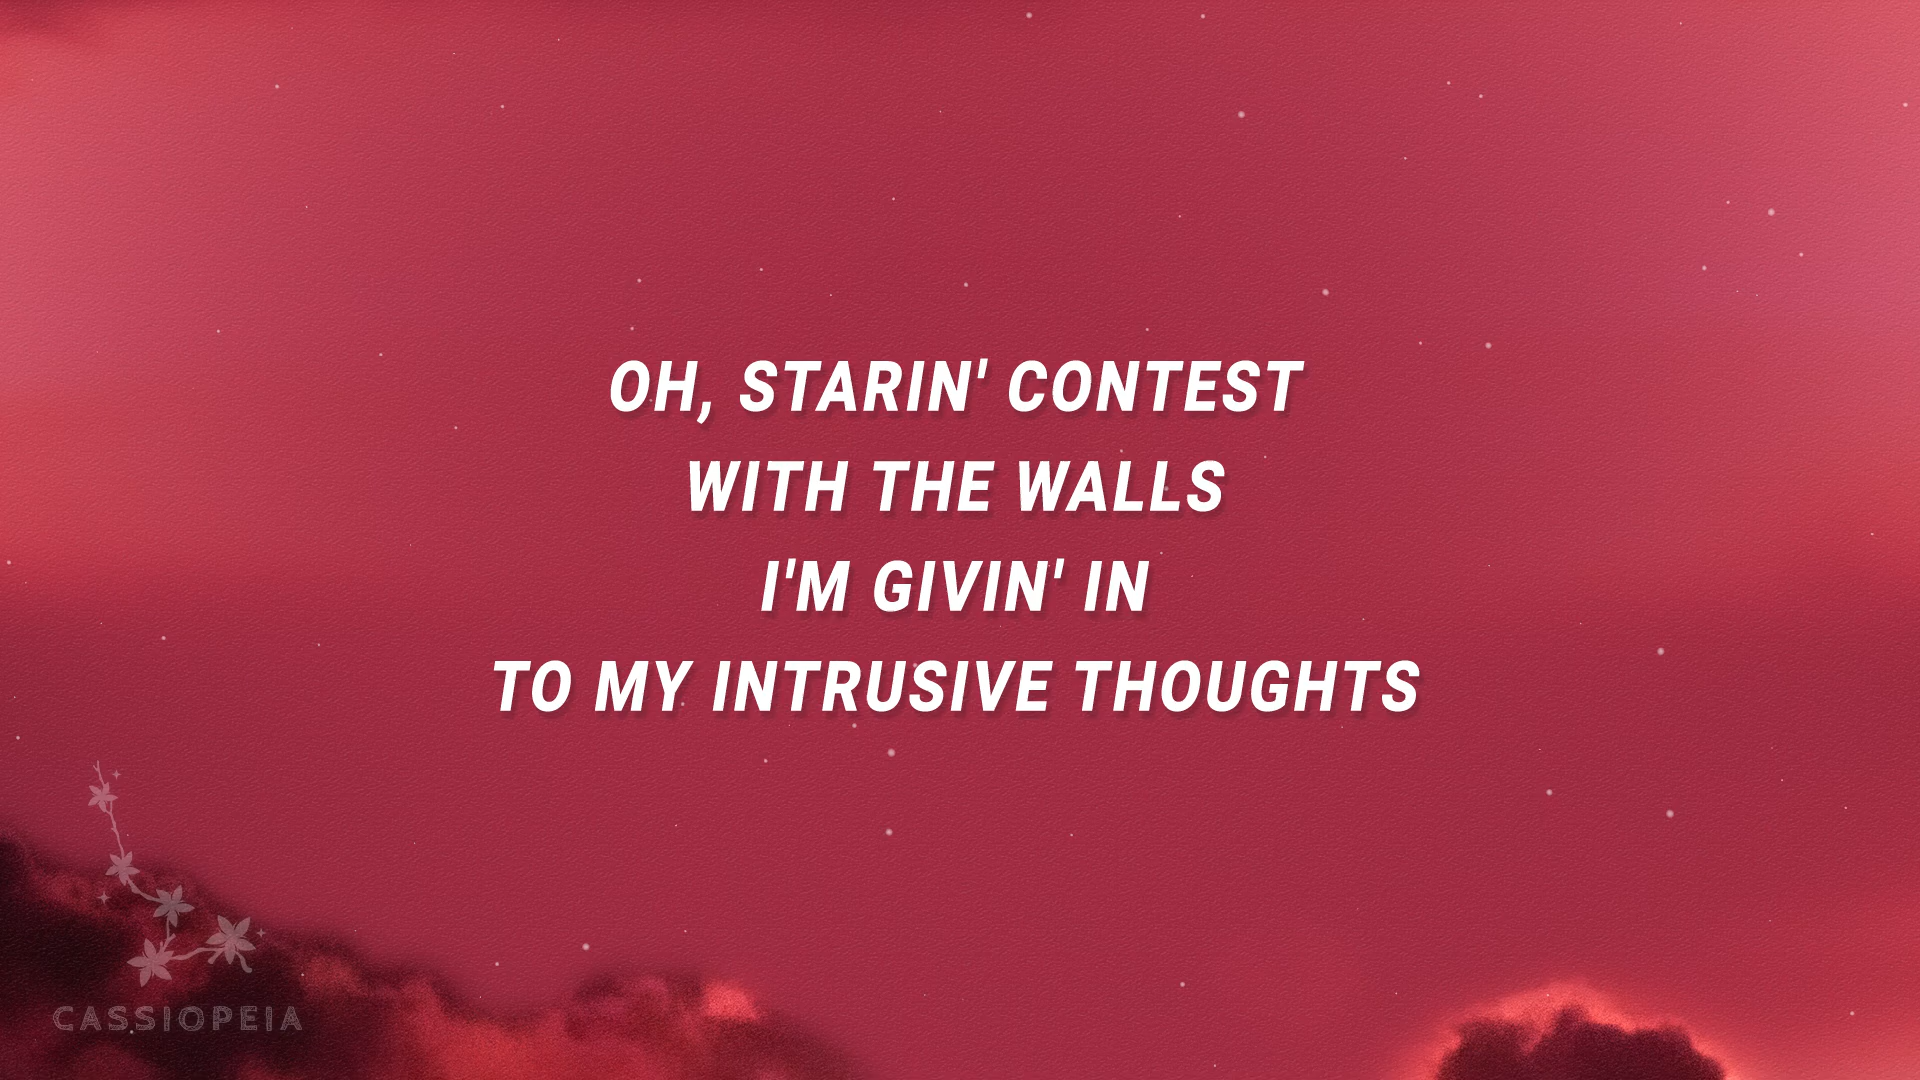 OH, STARIN' CONTEST
WITH THE WALLS
I'M GIVIN' IN
TO MY INTRUSIVE THOUGHTS
CASSIOPEIA